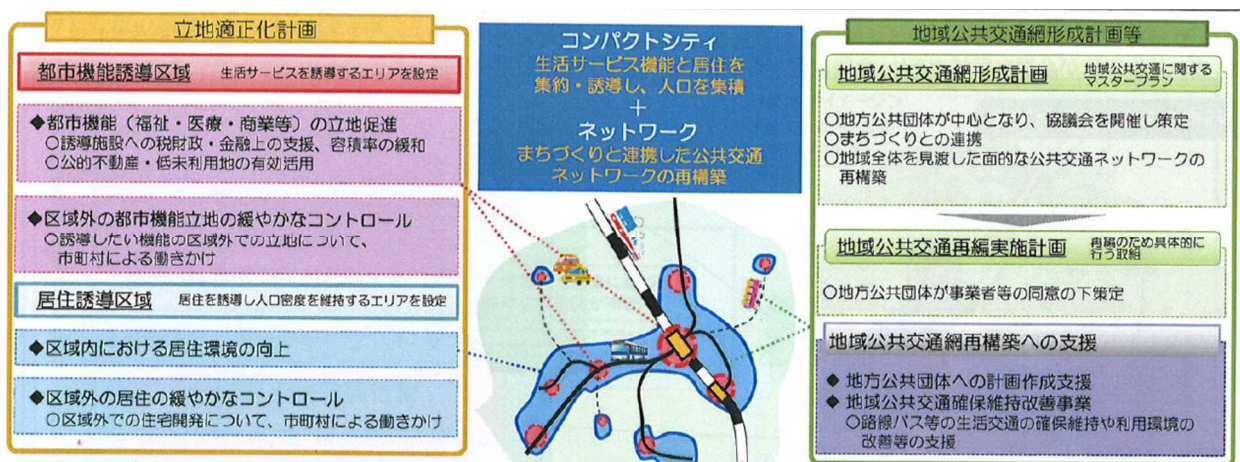 立地適正化計画
都市機能誘導区域 生活サービスを誘導するエリアを設定
◆都市機能（福祉・医療・商業等）の立地促進
○誘導施設への税財政・金融上の支援、容積率の緩和
○公的不動産・低未利用地の有効活用
◆区域外の都市機能立地の緩やかなコントロール
○誘導したい機能の区域外での立地について、
市町村による働きかけ
居住誘導区域 居住を誘導し人口密度を維持するエリアを設定
◆区域内における居住環境の向上
◆区域外の居住の緩やかなコントロール
○区域外での住宅開発について、市町村による働きかけ
コンパクトシティ
生活サービス機能と居住を
集約・誘導し、人口を集積
＋
ネットワーク
まちづくりと連携した公共交通
ネットワークの再構築
地域公共交通網形成計画等
地域公共交通網形成計画 地域公共交通に関する
マスタープラン
○地方公共団体が中心となり、協議会を開催し策定
○まちづくりとの連携
○地域全体を見渡した面的な公共交通ネットワークの
再構築
地域公共交通再編実施計画 再編のため具体的に
行う取組
○地方公共団体が事業者等の同意の下策定
地域公共交通網再構築への支援
◆ 地方公共団体への計画作成支援
◆ 地域公共交通確保維持改善事業
○路線バス等の生活交通の確保維持や利用環境の
改善等の支援